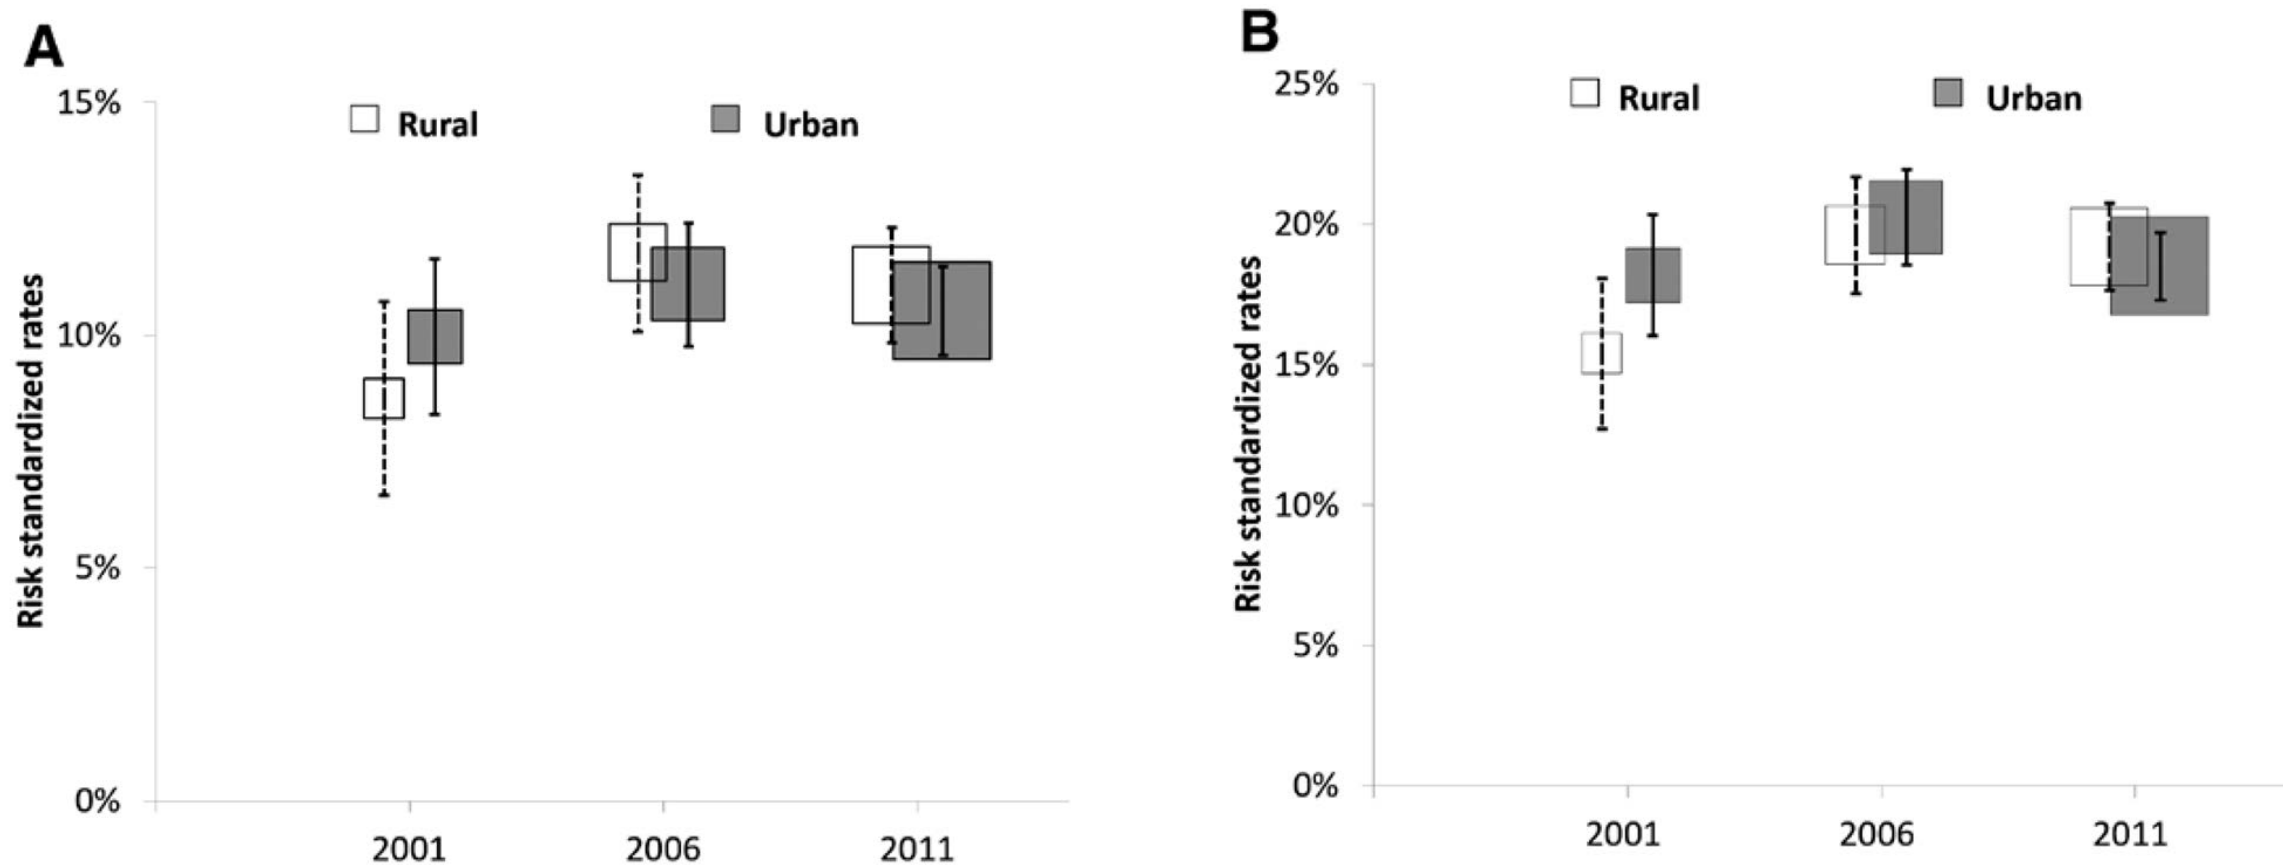 A
Risk standardized rates
15%
10%
5%
0%
Rural
Urban
2001
2006
2011
B
Risk standardized rates
25%
20%
15%
10%
5%
0%
Rural
Urban
2001
2006
2011